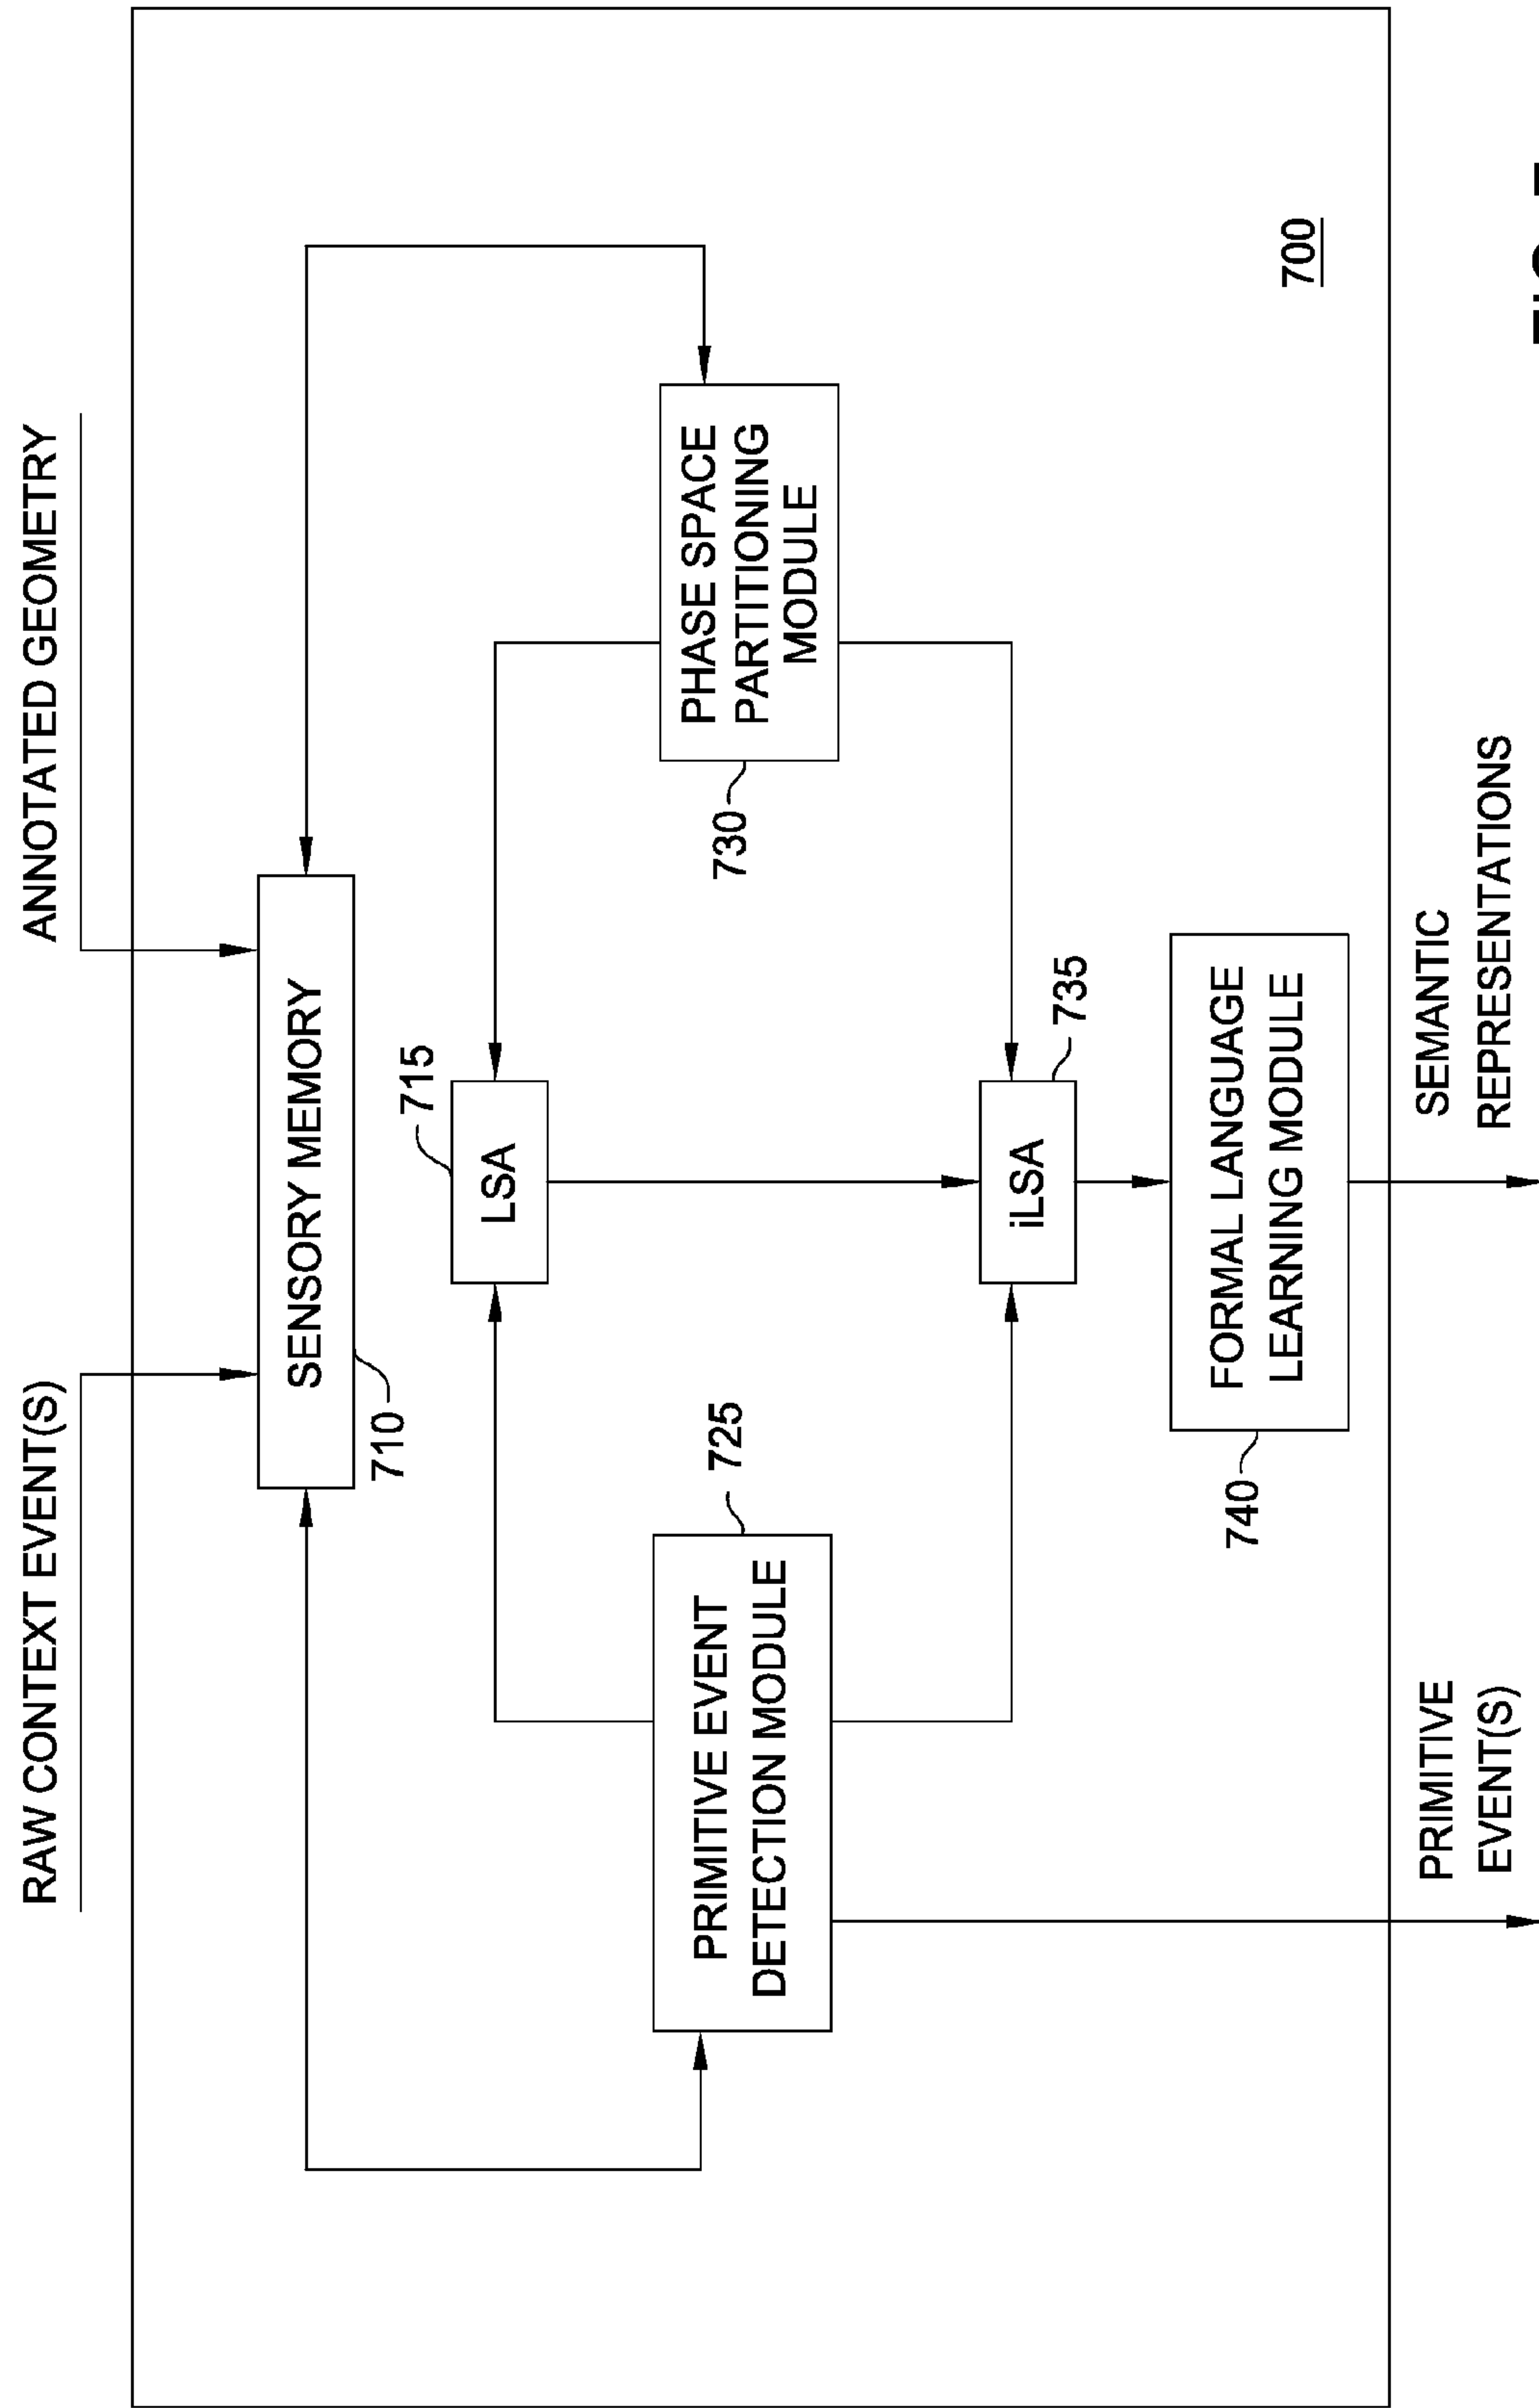 RAW CONTEXT EVENT(S)
ANNOTATED GEOMETRY
SENSORY MEMORY
710
715
LSA
PRIMITIVE EVENT
DETECTION MODULE
725
PHASE SPACE
PARTITIONING
MODULE
730
iLSA
735
FORMAL LANGUAGE
LEARNING MODULE
740
700
PRIMITIVE
EVENT(S)
SEMANTIC
REPRESENTATIONS